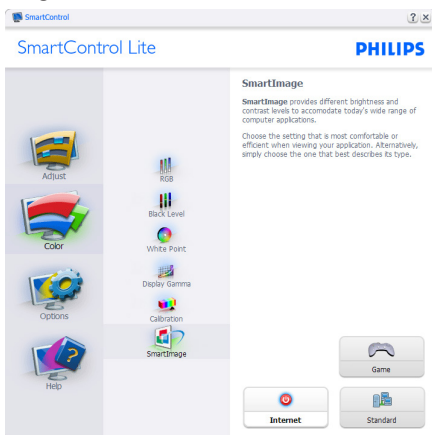 SmartControl
SmartControl Lite
PHILIPS
Adjust
Color
Options
Help
RGB
Black Level
White Point
Display Gamma
Calibration
SmartImage
SmartImage
SmartImage provides different brightness and
contrast levels to accomodate today's wide range of
computer applications.
Choose the setting that is most comfortable or
efficient when viewing your application. Alternatively,
simply choose the one that best describes its type.
Game
Internet
Standard